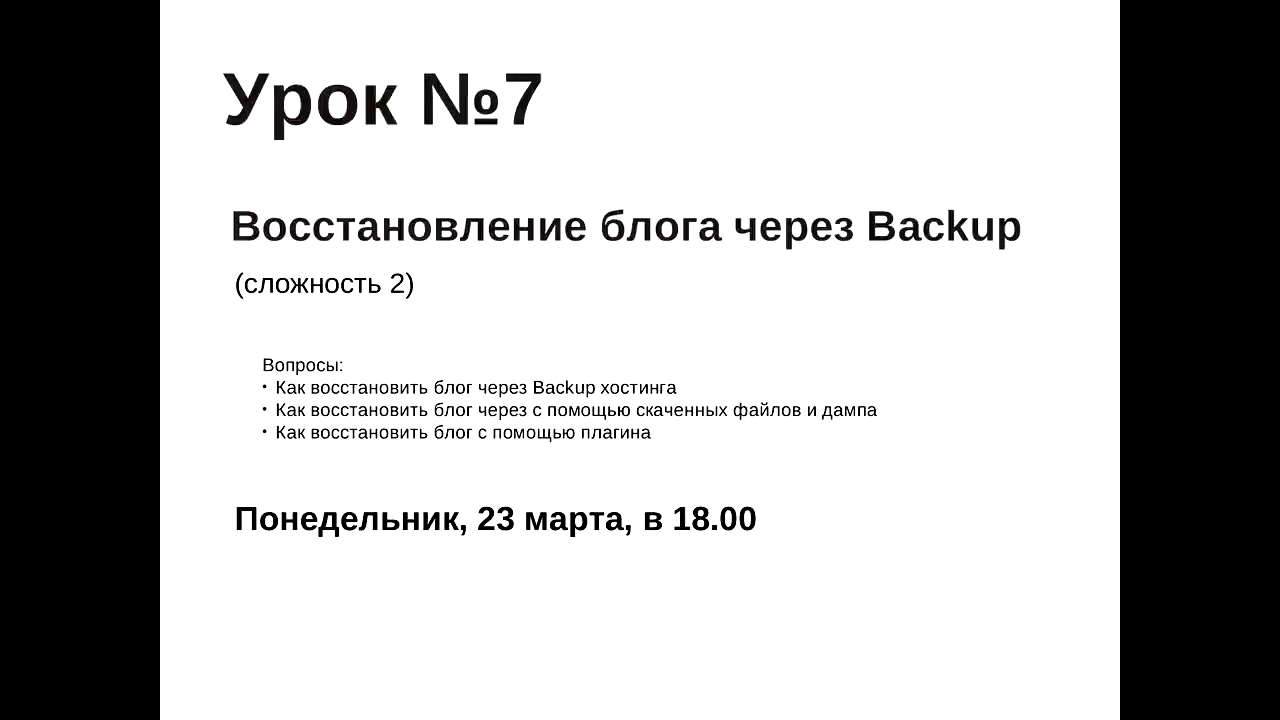 Урок №7
Восстановление блога через Backup
(сложность 2)
Вопросы:
• Как восстановить блог через Backup хостинга
• Как восстановить блог через с помощью скаченных файлов и дампа
• Как восстановить блог с помощью плагина
Понедельник, 23 марта, в 18.00